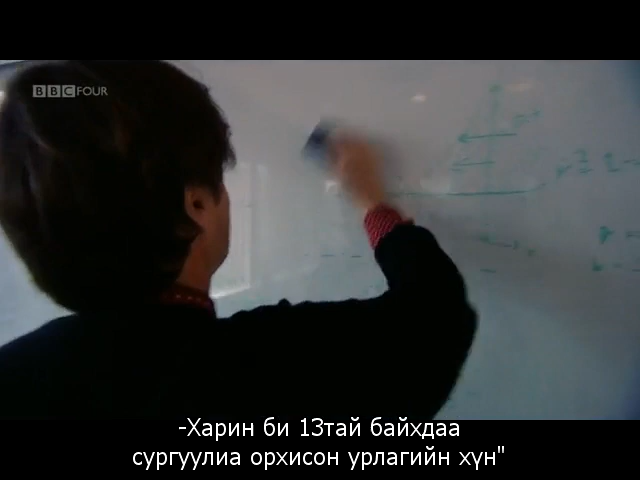 BBC FOUR
-Харин би 13тай байхдаа
сургуулиа орхисон урлагийн хүн"